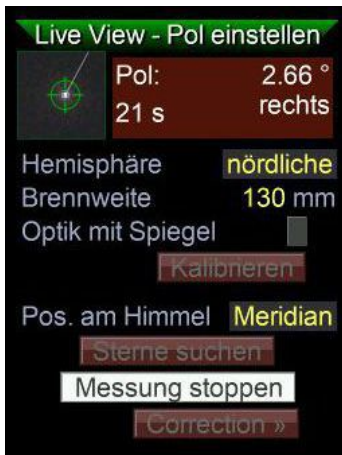 Live View - Pol einstellen
Pol: 2.66 °
21 s rechts
Hemisphäre nördliche
Brennweite 130 mm
Optik mit Spiegel
Kalibrieren
Pos. am Himmel Meridian
Sterne suchen
Messung stoppen
Correction »